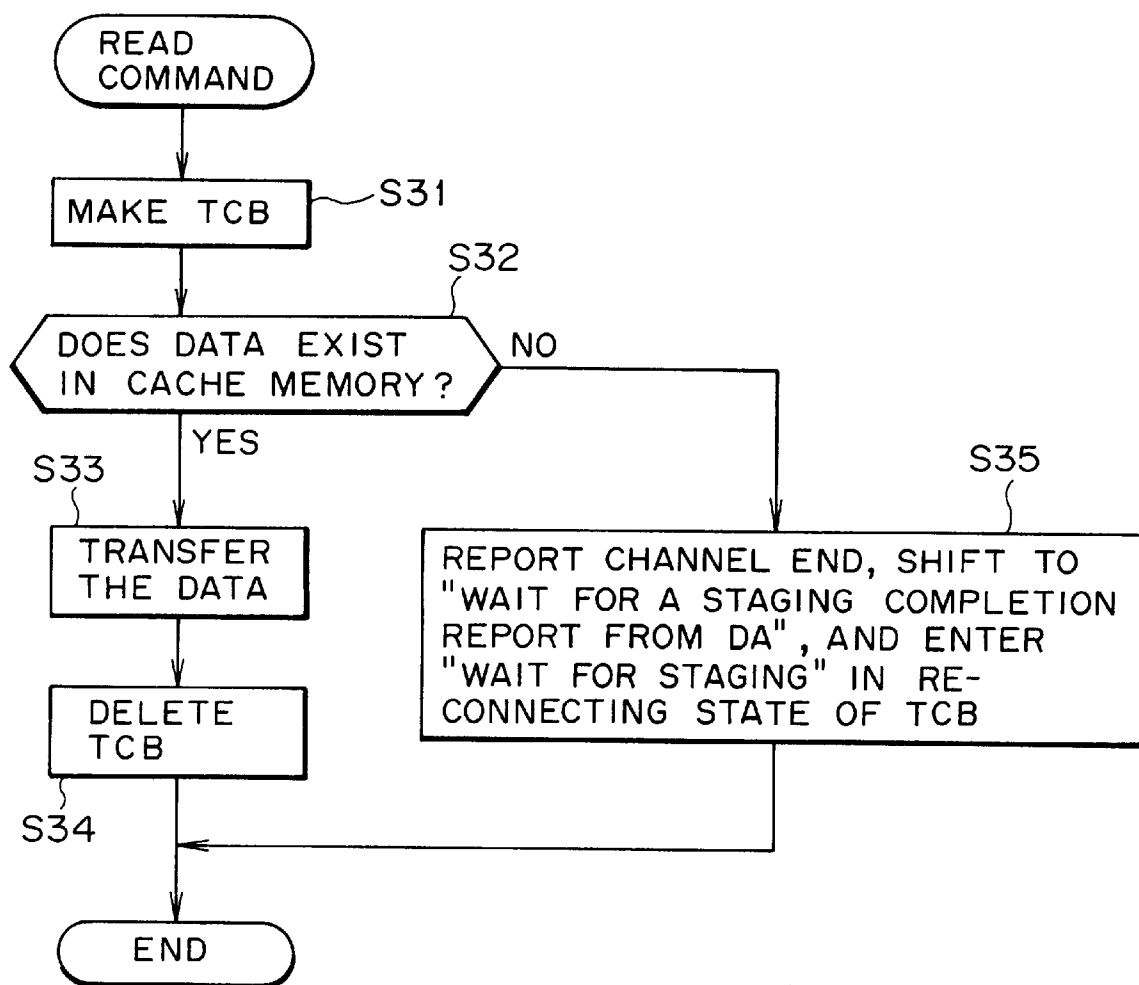 READ
COMMAND
MAKE TCB
S31
S32
DOES DATA EXIST
IN CACHE MEMORY?
NO
YES
S33
TRANSFER
THE DATA
S35
REPORT CHANNEL END, SHIFT TO
"WAIT FOR A STAGING COMPLETION
REPORT FROM DA", AND ENTER
"WAIT FOR STAGING" IN RE-
CONNECTING STATE OF TCB
DELETE
TCB
S34
END